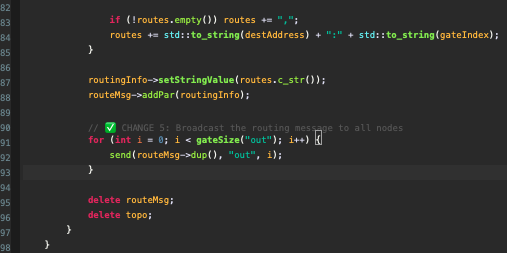 82
83 if (!routes.empty()) routes += ",";
84 routes += std::to_string(destAddress) + ":" + std::to_string(gateIndex);
85 }
86
87 routingInfo->setStringValue(routes.c_str());
88 routeMsg->addPar(routingInfo);
89
90 // ✅ CHANGE 5: Broadcast the routing message to all nodes
91 for (int i = 0; i < gateSize("out"); i++) {
92 send(routeMsg->dup(), "out", i);
93 }
94
95 delete routeMsg;
96 delete topo;
97 }
98 }